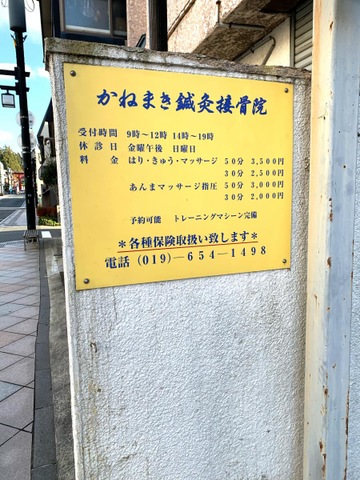 かねまき鍼灸接骨院
受付時間 9時〜12時 14時〜19時
休診日 金曜午後 日曜日
料金 はり・きゅう・マッサージ 50分 3,500円
30分 2,500円
あんまマッサージ指圧 50分 3,000円
30分 2,000円
予約可能 トレーニングマシーン完備
＊各種保険取扱い致します＊
電話 (019)―654―1498